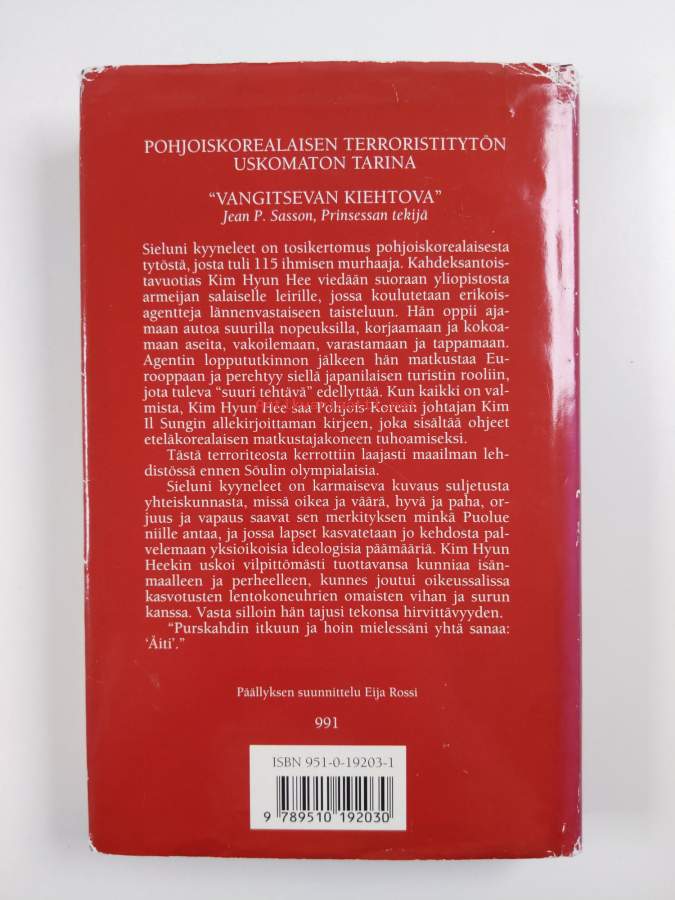 POHJOISKOREALAISEN TERRORISTITYTÖN
USKOMATON TARINA
“VANGITSEVAN KIEHTOVA”
Jean P. Sasson, Prinsessan tekijä
Sieluni kyyneleet on tosikertomus pohjoiskorealaisesta
tytöstä, josta tuli 115 ihmisen murhaaja. Kahdeksantois-
tavuotias Kim Hyun Hee viedään suoraan yliopistosta
armeijan salaiselle leirille, jossa koulutetaan erikois-
agentteja lännenvastaiseen taisteluun. Hän oppii aja-
maan autoa suurilla nopeuksilla, korjaamaan ja kokoa-
maan aseita, vakoilemaan, varastamaan ja tappamaan.
Agentin loppututkinnon jälkeen hän matkustaa Eu-
rooppaan ja perehtyy siellä japanilaisen turistin rooliin,
jota tuleva “suuri tehtävä” edellyttää. Kun kaikki on val-
mista, Kim Hyun Hee saa Pohjois-Korean johtajan Kim
Il Sungin allekirjoittaman kirjeen, joka sisältää ohjeet
eteläkorealaisen matkustajakoneen tuhoamiseksi.
Tästä terroriteosta kerrottiin laajasti maailman leh-
distössä ennen Söulin olympialaisia.
Sieluni kyyneleet on karmaiseva kuvaus suljetusta
yhteiskunnasta, missä oikea ja väärä, hyvä ja paha, or-
juus ja vapaus saavat sen merkityksen minkä Puolue
niille antaa, ja jossa lapset kasvatetaan jo kehdosta pal-
velemaan yksioikoisia ideologisia päämääriä. Kim Hyun
Heekin uskoi vilpittömästi tuottavansa kunniaa isän-
maalleen ja perheelleen, kunnes joutui oikeussalissa
kasvotusten lentokoneuhrien omaisten vihan ja surun
kanssa. Vasta silloin hän tajusi tekonsa hirvittävyyden.
“Purskahdin itkuun ja hoin mielessäni yhtä sanaa:
‘Äiti’.”
Päällyksen suunnittelu Eija Rossi
991
ISBN 951-0-19203-1
9 789510 192030